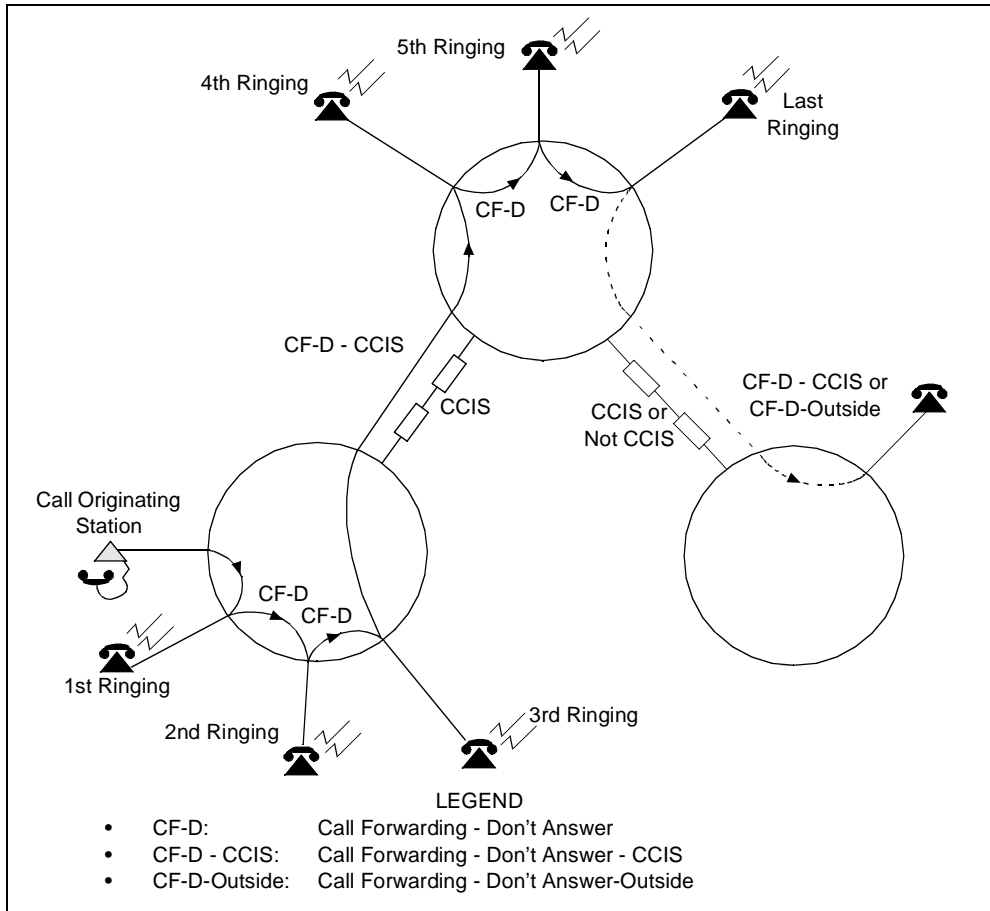 5th Ringing
4th Ringing
Last
Ringing
CF-D
CF-D
CF-D - CCIS
CCIS
CCIS or
Not CCIS
CF-D - CCIS or
CF-D-Outside
Call Originating
Station
CF-D
CF-D
1st Ringing
2nd Ringing
3rd Ringing
LEGEND
• CF-D: Call Forwarding - Don't Answer
• CF-D - CCIS: Call Forwarding - Don't Answer - CCIS
• CF-D-Outside: Call Forwarding - Don't Answer-Outside